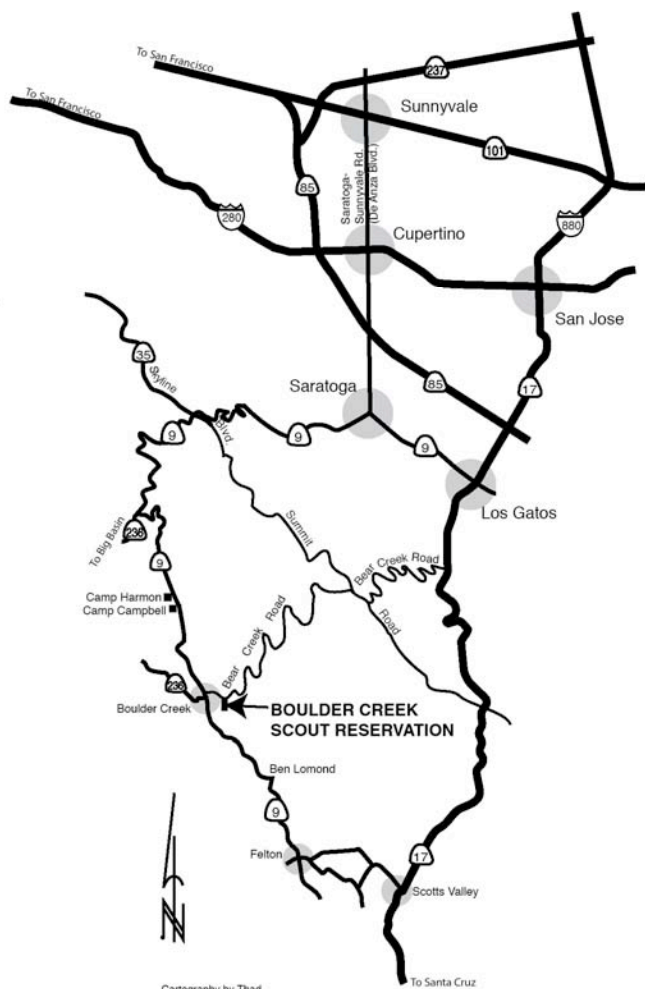 To San Francisco
237
To San Francisco
Sunnyvale
101
Saratoga-
Sunnyvale Rd.
(De Anza Blvd.)
85
280
Cupertino
880
San Jose
35
Skyline
Blvd.
Saratoga
85
17
9
9
9
Los Gatos
To Big Basin
236
Summit
Road
Bear Creek Road
9
Camp Harmon
Camp Campbell
Bear Creek Road
236
Boulder Creek
BOULDER CREEK
SCOUT RESERVATION
Ben Lomond
9
Felton
17
Scotts Valley
N
To Santa Cruz
Cartography by Thad